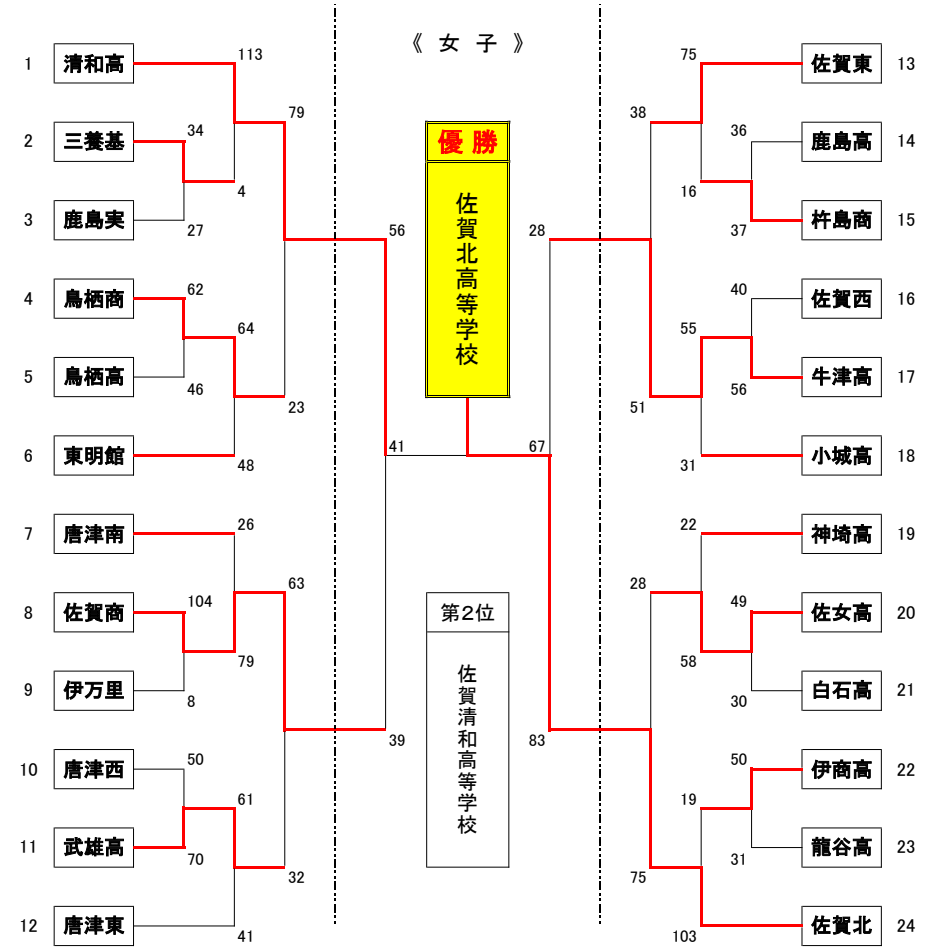 《 女 子 》
1 清和高
113
2 三養基
34
4
3 鹿島実
27
79
4 鳥栖商
62
64
5 鳥栖高
46
23
6 東明館
48
56
7 唐津南
26
63
8 佐賀商
104
79
9 伊万里
8
39
10 唐津西
50
61
11 武雄高
70
32
12 唐津東
41
41
優勝
佐賀北高等学校
67
第2位
佐賀清和高等学校
75
佐賀東 13
38
36
鹿島高 14
16
37
杵島商 15
28
40
佐賀西 16
55
56
牛津高 17
51
31
小城高 18
22
神埼高 19
28
49
佐女高 20
58
30
白石高 21
83
50
伊商高 22
19
31
龍谷高 23
75
103
佐賀北 24